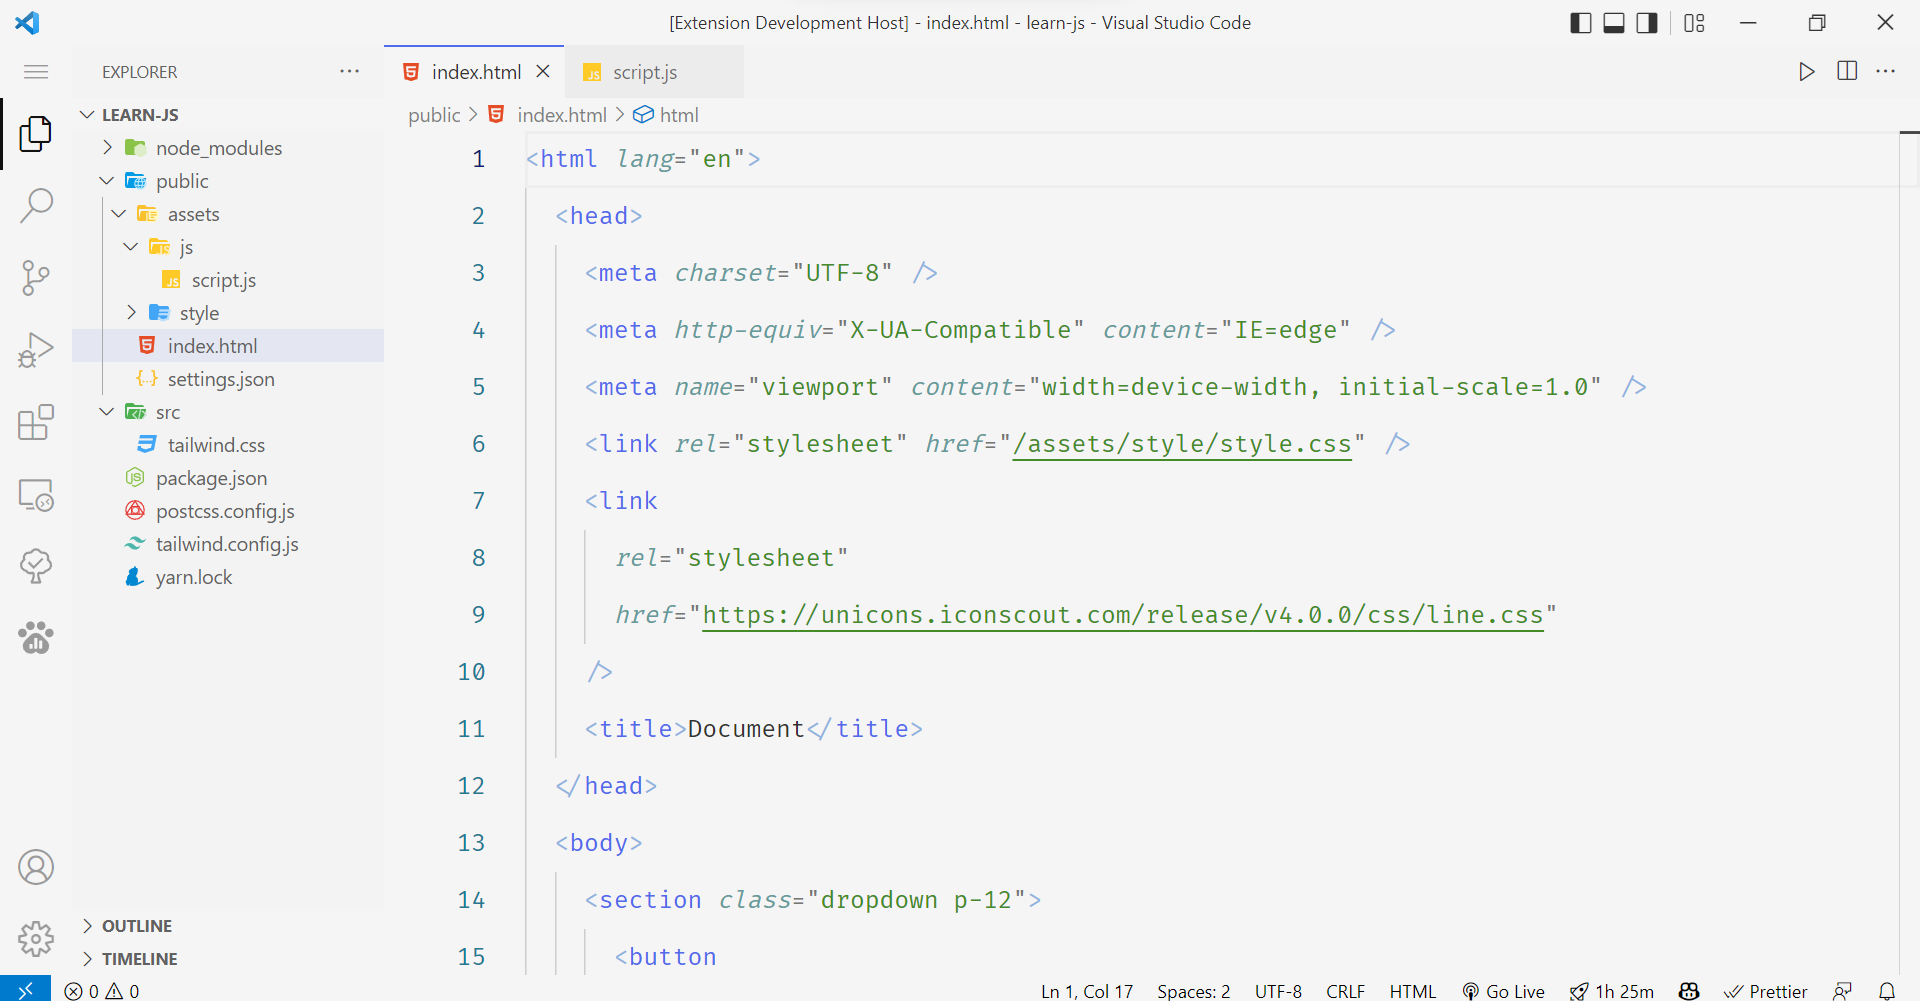 [Extension Development Host] - index.html - learn-js - Visual Studio Code
EXPLORER
index.html
script.js
LEARN-JS
node_modules
public
assets
js
script.js
style
index.html
settings.json
src
tailwind.css
package.json
postcss.config.js
tailwind.config.js
yarn.lock
OUTLINE
TIMELINE
public > index.html > html
1 <html lang="en">
2 <head>
3 <meta charset="UTF-8" />
4 <meta http-equiv="X-UA-Compatible" content="IE=edge" />
5 <meta name="viewport" content="width=device-width, initial-scale=1.0" />
6 <link rel="stylesheet" href="/assets/style/style.css" />
7 <link
8 rel="stylesheet"
9 href="https://unicons.iconscout.com/release/v4.0.0/css/line.css"
10 />
11 <title>Document</title>
12 </head>
13 <body>
14 <section class="dropdown p-12">
15 <button
0 0 Ln 1, Col 17 Spaces: 2 UTF-8 CRLF HTML Go Live 1h 25m Prettier